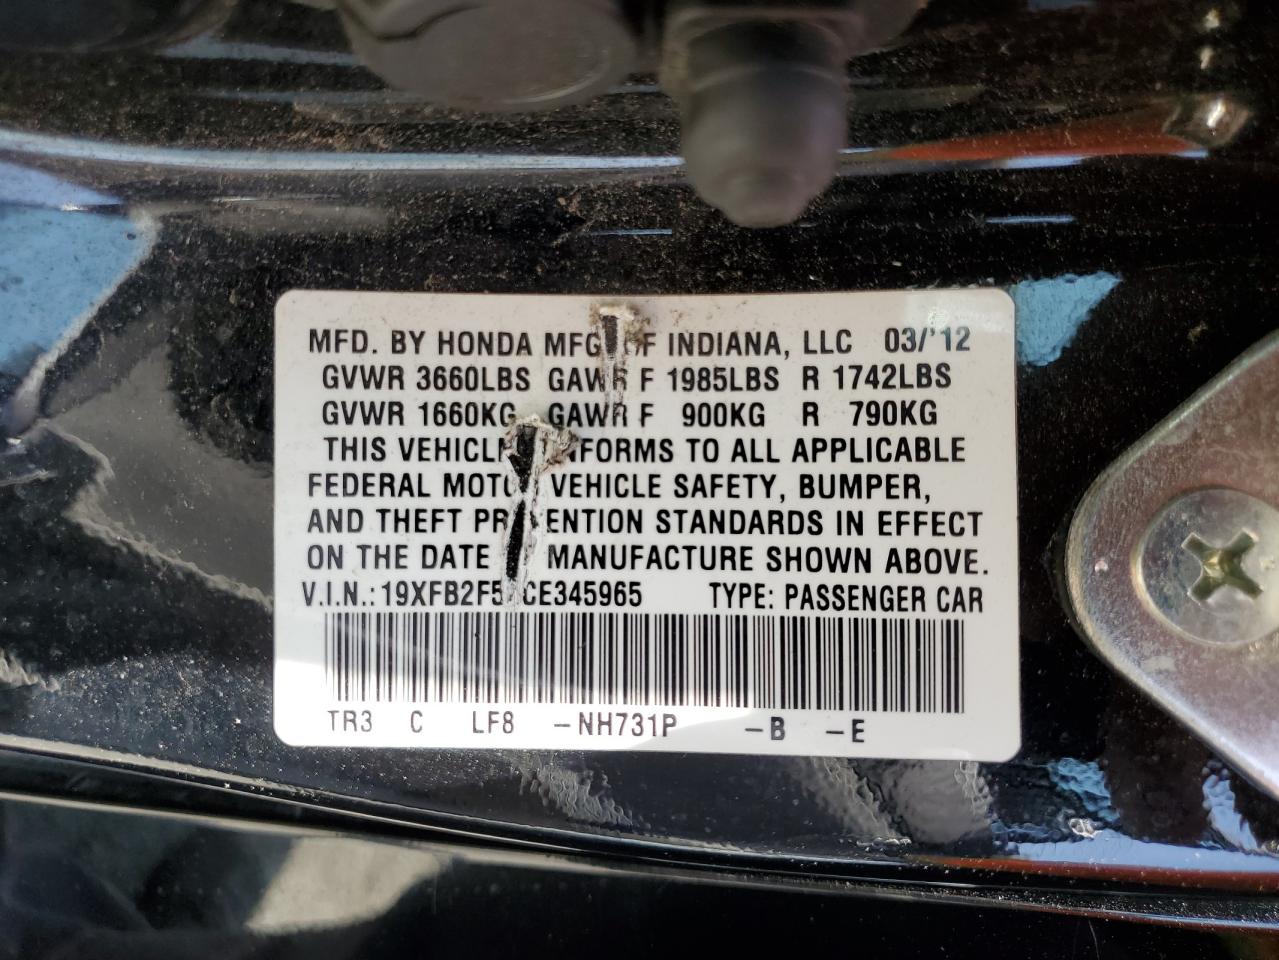 MFD. BY HONDA INDIANA, LLC 03/'12
GVWR 3660LBS GAWR F 1985LBS R 1742LBS
GVWR 1660KG GAWR F 900KG R 790KG
THIS TO ALL APPLICABLE
FEDERAL VEHICLE SAFETY, BUMPER,
AND THEFT STANDARDS IN EFFECT
ON THE DATE MANUFACTURE SHOWN ABOVE.
V.I.N.: TYPE: PASSENGER CAR
TR3 C LF8 -NH731P -B -E